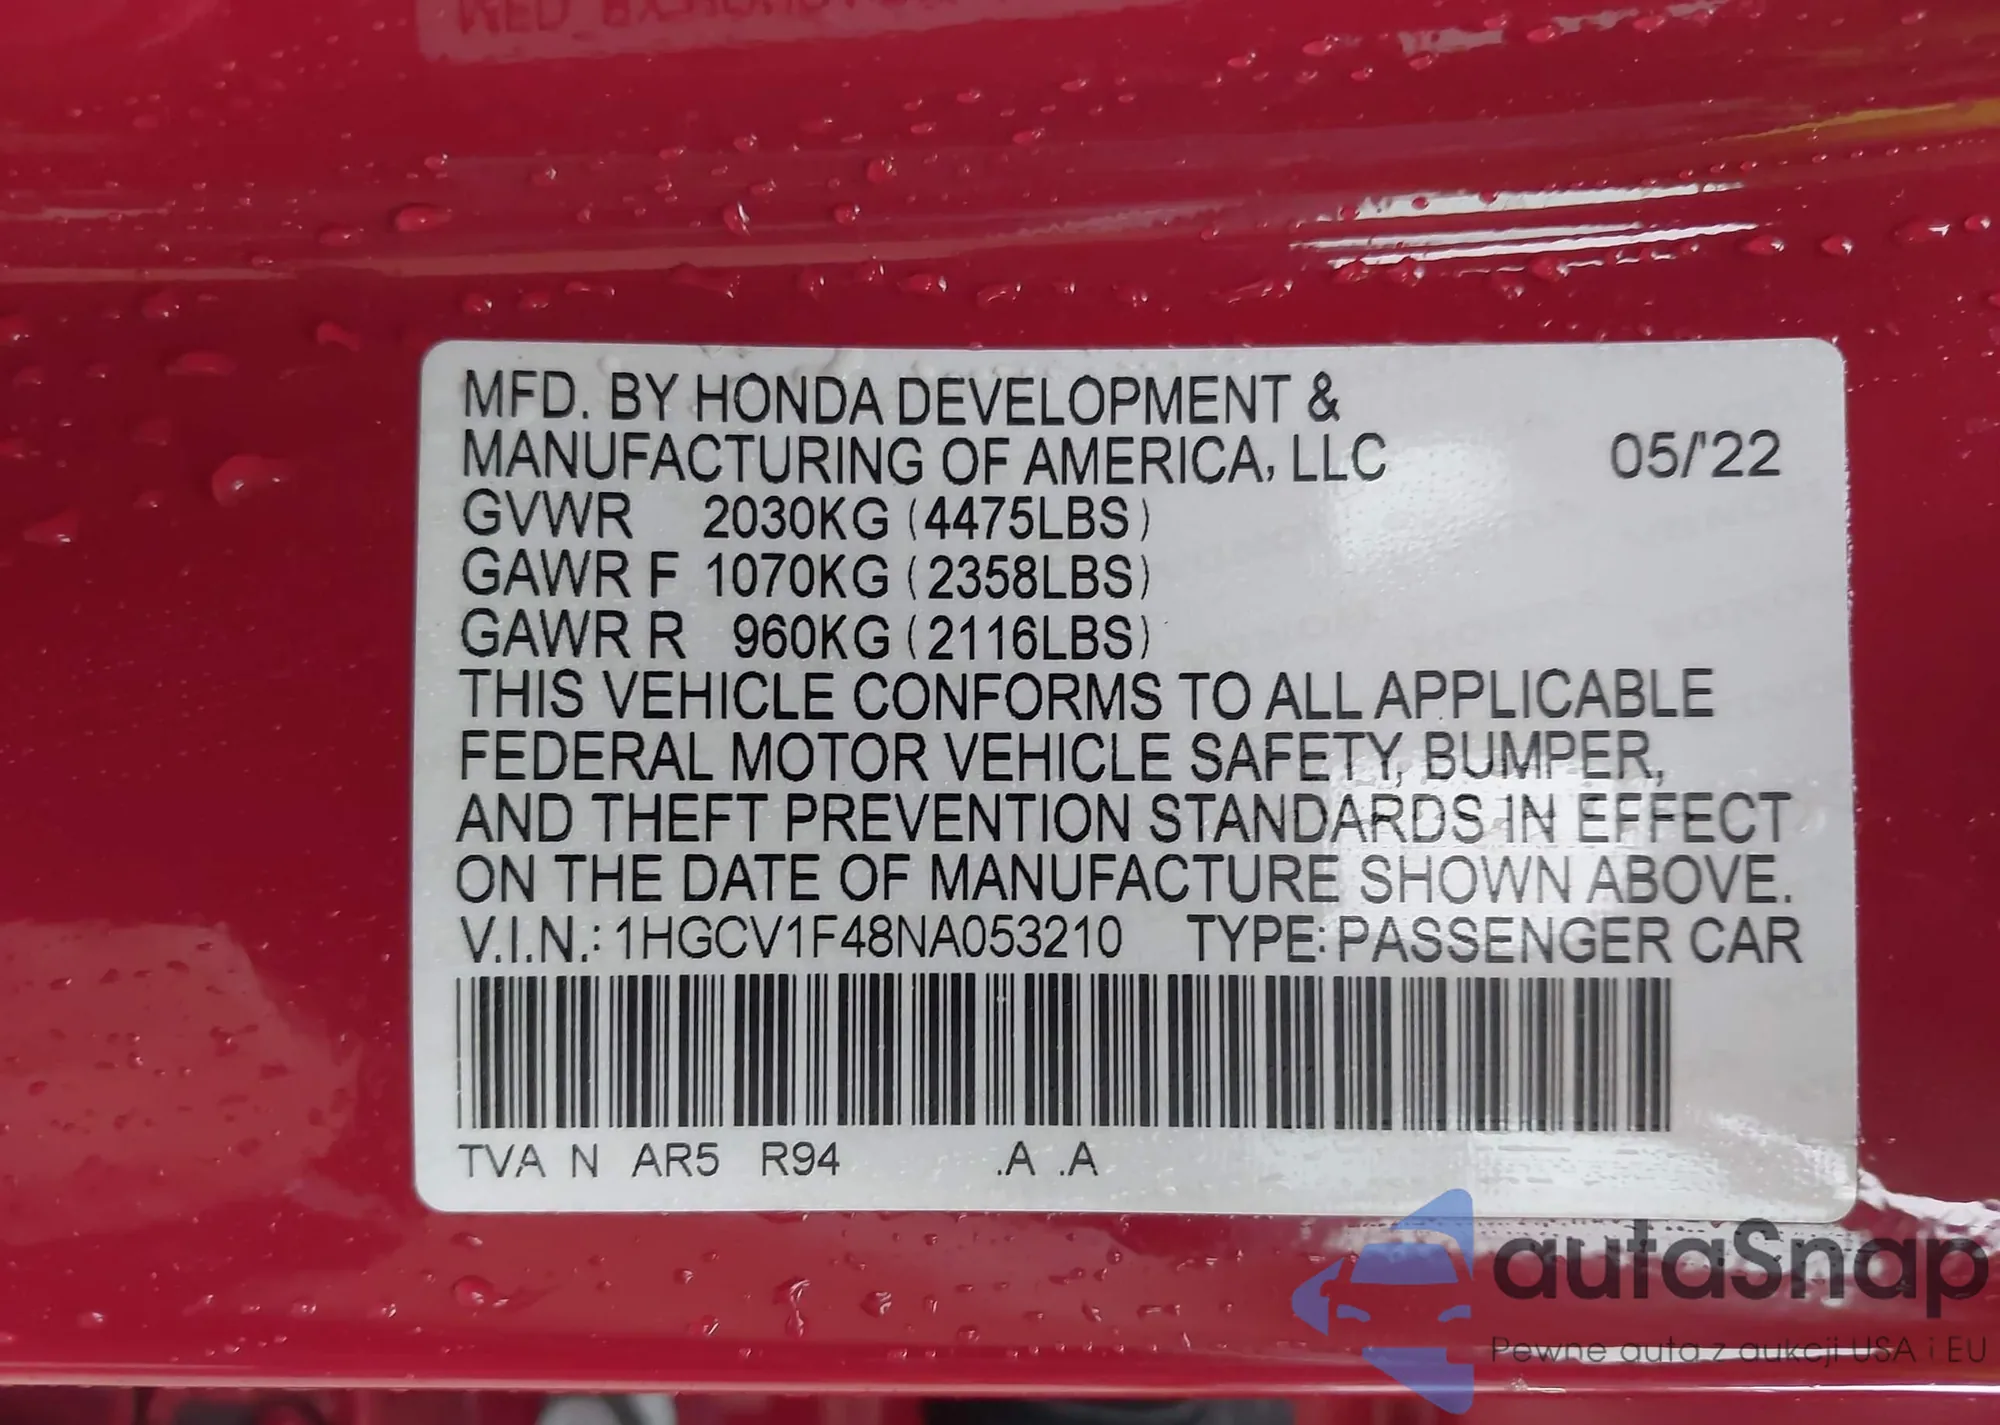 MFD. BY HONDA DEVELOPMENT &
MANUFACTURING OF AMERICA, LLC 05/'22
GVWR 2030KG (4475LBS)
GAWR F 1070KG (2358LBS)
GAWR R 960KG (2116LBS)
THIS VEHICLE CONFORMS TO ALL APPLICABLE
FEDERAL MOTOR VEHICLE SAFETY, BUMPER,
AND THEFT PREVENTION STANDARDS IN EFFECT
ON THE DATE OF MANUFACTURE SHOWN ABOVE.
V.I.N.: 1HGCV1F48NA053210 TYPE: PASSENGER CAR
TVA N AR5 R94 .A .A
autaSnap
Pewne auta z aukcji USA i EU